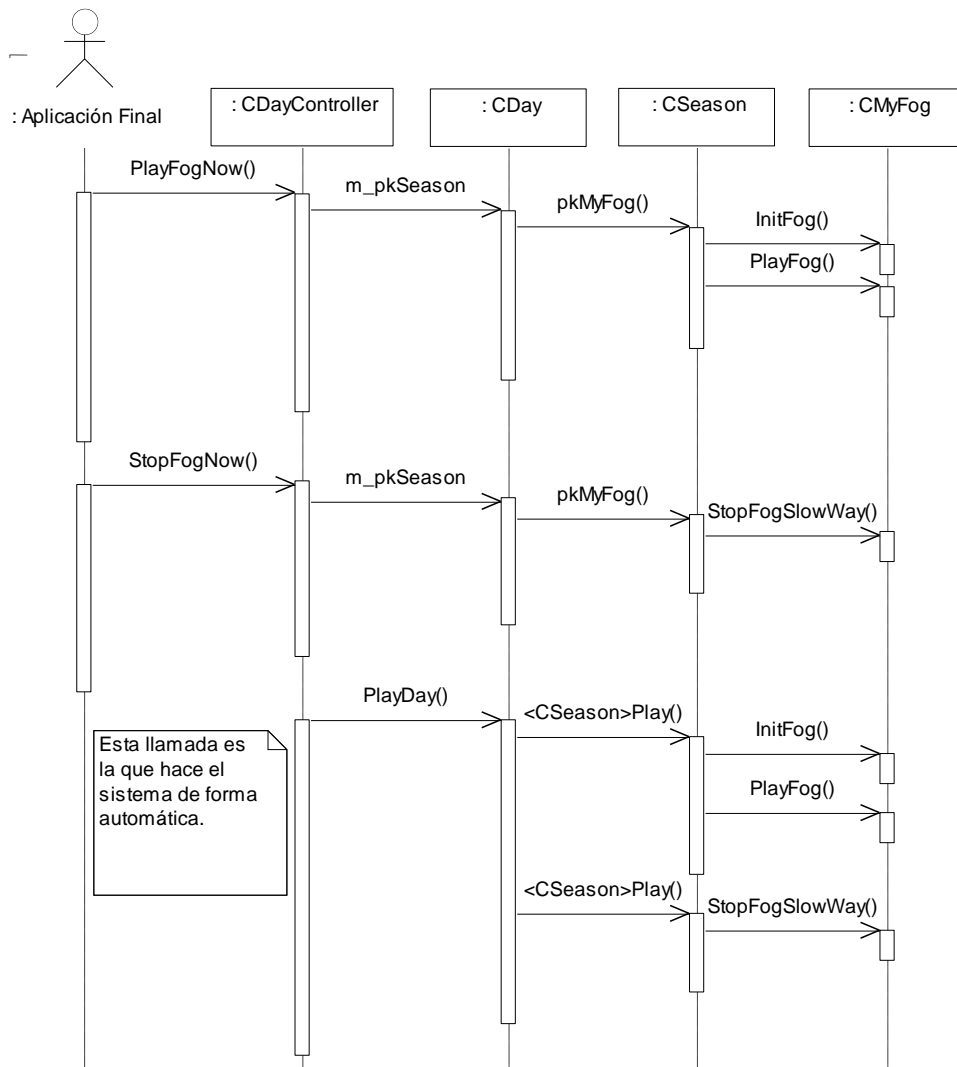 : Aplicación Final
: CDayController
: CDay
: CSeason
: CMyFog
PlayFogNow()
m_pkSeason
pkMyFog()
InitFog()
PlayFog()
StopFogNow()
m_pkSeason
pkMyFog()
StopFogSlowWay()
PlayDay()
<CSeason>Play()
InitFog()
Esta llamada es
la que hace el
sistema de forma
automática.
PlayFog()
<CSeason>Play()
StopFogSlowWay()